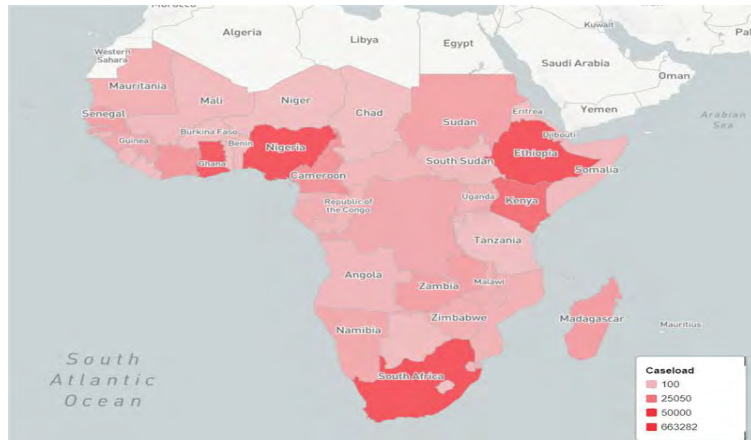 Morocco
Algeria
Libya
Egypt
Kuwait
Western
Sahara
Saudi Arabia
Oman
Mauritania
Mali
Niger
Chad
Sudan
Eritrea
Yemen
Arabian
Sea
Senegal
Guinea
Burkina Faso
Benin
Nigeria
Ghana
Djibouti
Ethiopia
South Sudan
Somalia
Cameroon
Republic of
the Congo
Uganda
Kenya
Tanzania
Angola
Zambia
Malawi
Zimbabwe
Madagascar
Mauritius
Namibia
South Africa
South
Atlantic
Ocean
Caseload
100
25050
50000
663282